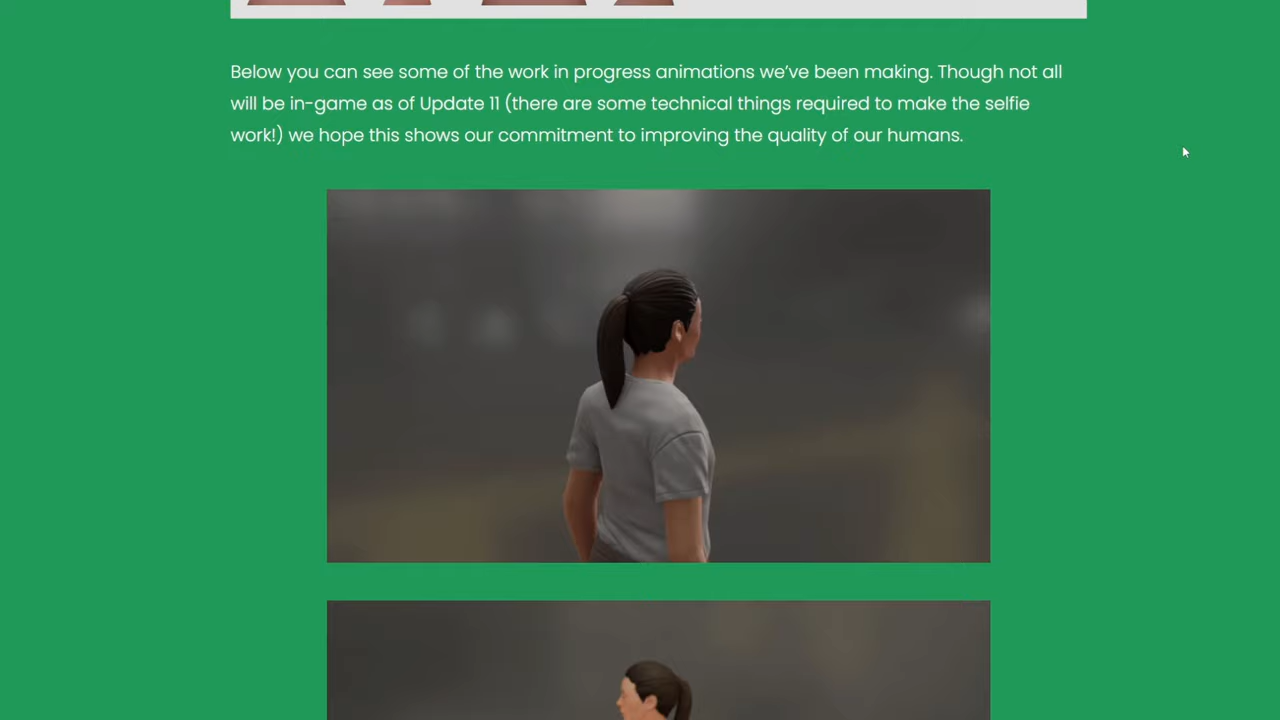 Below you can see some of the work in progress animations we’ve been making. Though not all
will be in-game as of Update 11 (there are some technical things required to make the selfie
work!) we hope this shows our commitment to improving the quality of our humans.